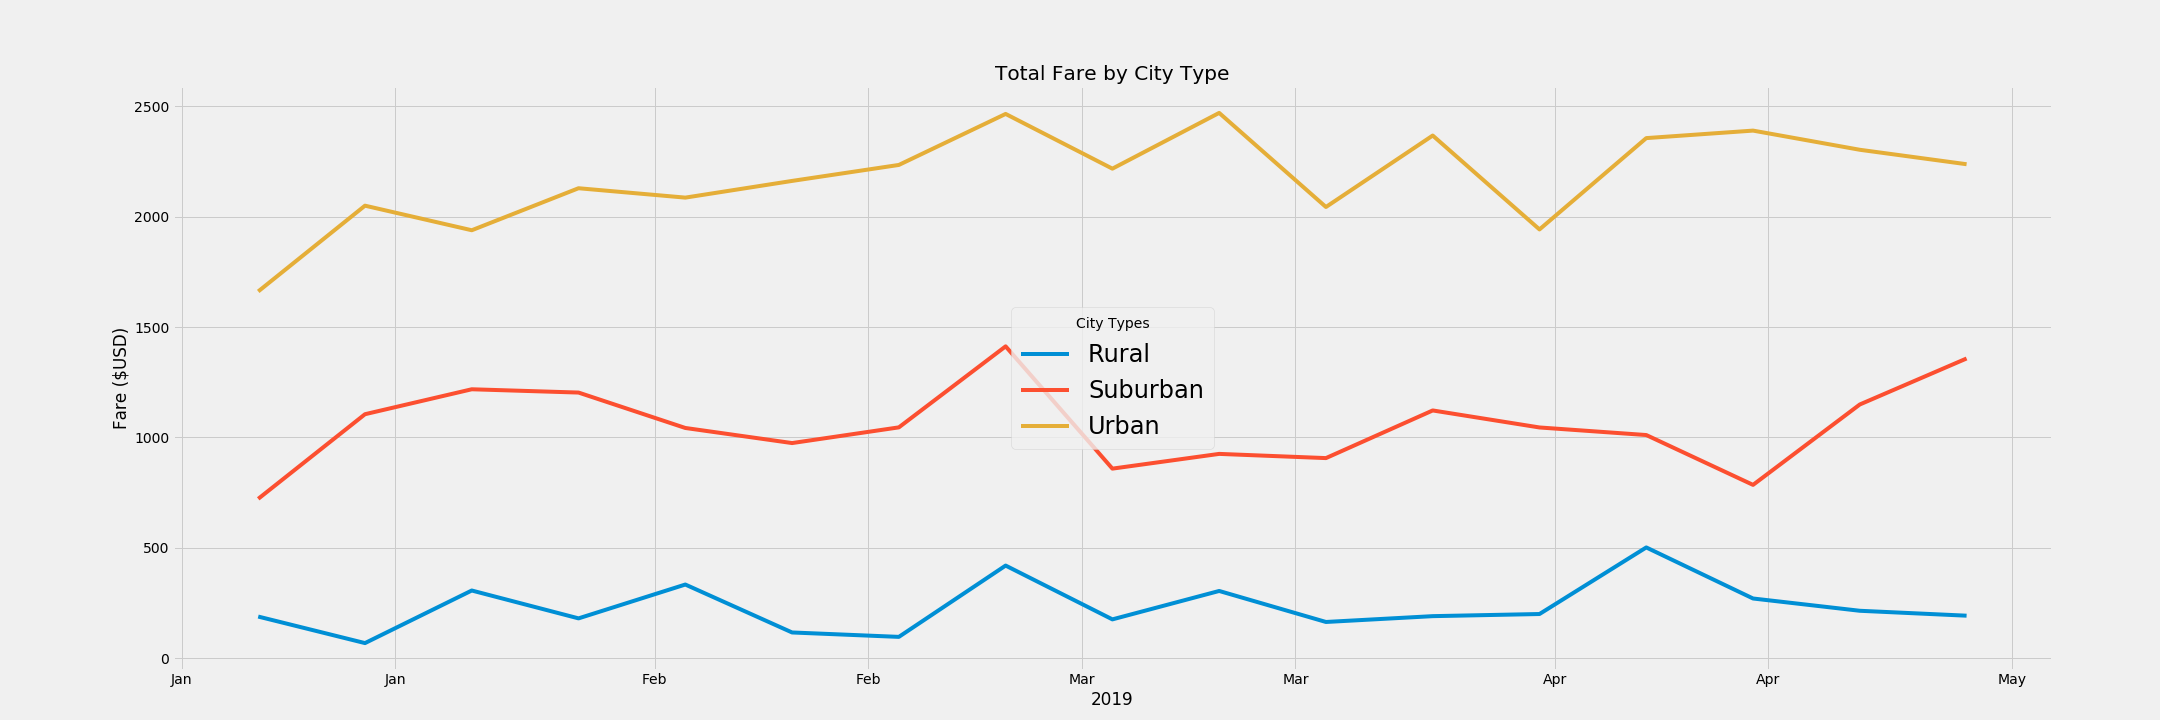 Total Fare by City Type
2500
2000
1500
1000
500
0
Fare ($USD)
City Types
Rural
Suburban
Urban
Jan Jan Feb Feb Mar Mar Apr Apr May
2019